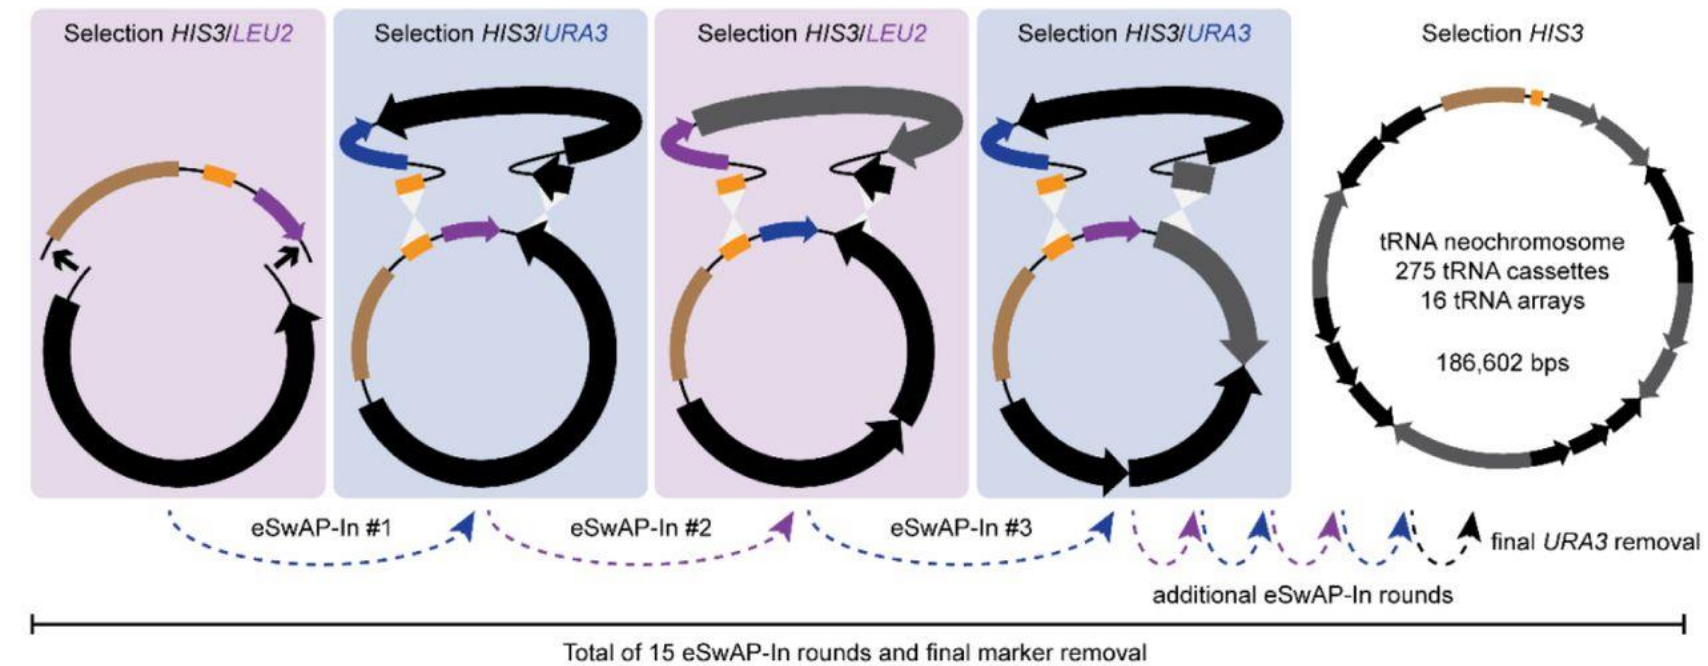 Selection HIS3/LEU2
Selection HIS3/URA3
Selection HIS3/LEU2
Selection HIS3/URA3
Selection HIS3
tRNA neochromosome
275 tRNA cassettes
16 tRNA arrays
186,602 bps
eSwAP-In #1
eSwAP-In #2
eSwAP-In #3
final URA3 removal
additional eSwAP-In rounds
Total of 15 eSwAP-In rounds and final marker removal